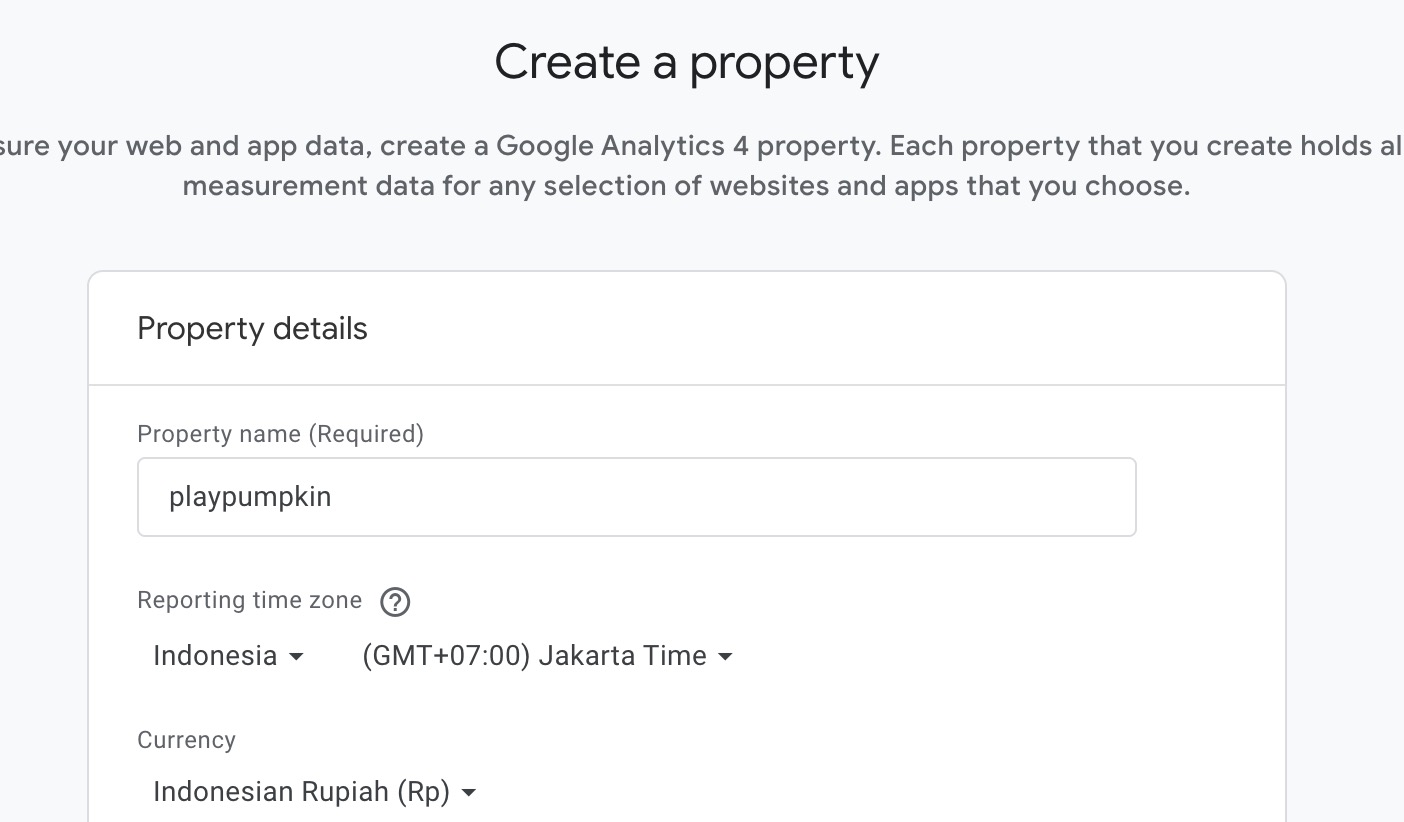 Create a property
sure your web and app data, create a Google Analytics 4 property. Each property that you create holds al
measurement data for any selection of websites and apps that you choose.
Property details
Property name (Required)
playpumpkin
Reporting time zone ?
Indonesia (GMT+07:00) Jakarta Time
Currency
Indonesian Rupiah (Rp)